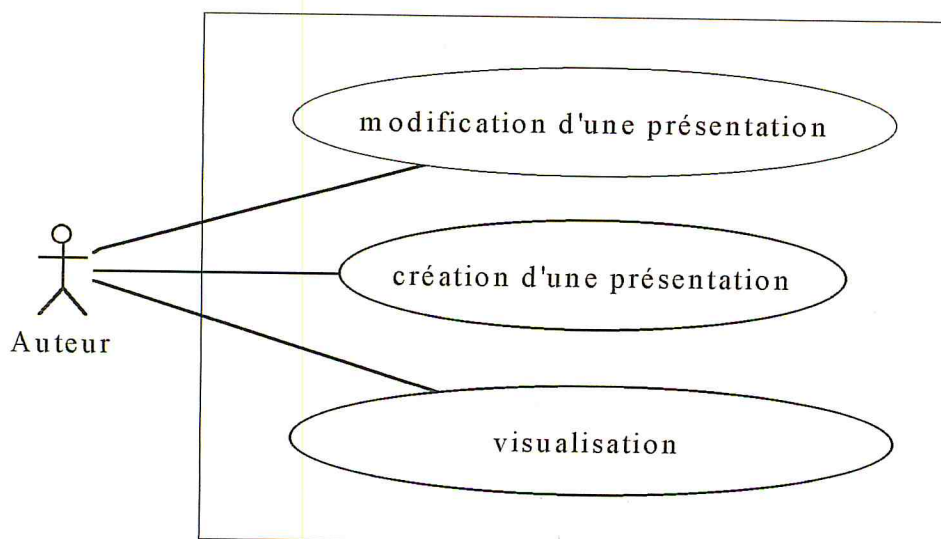 modification d'une présentation
création d'une présentation
Auteur
visualisation